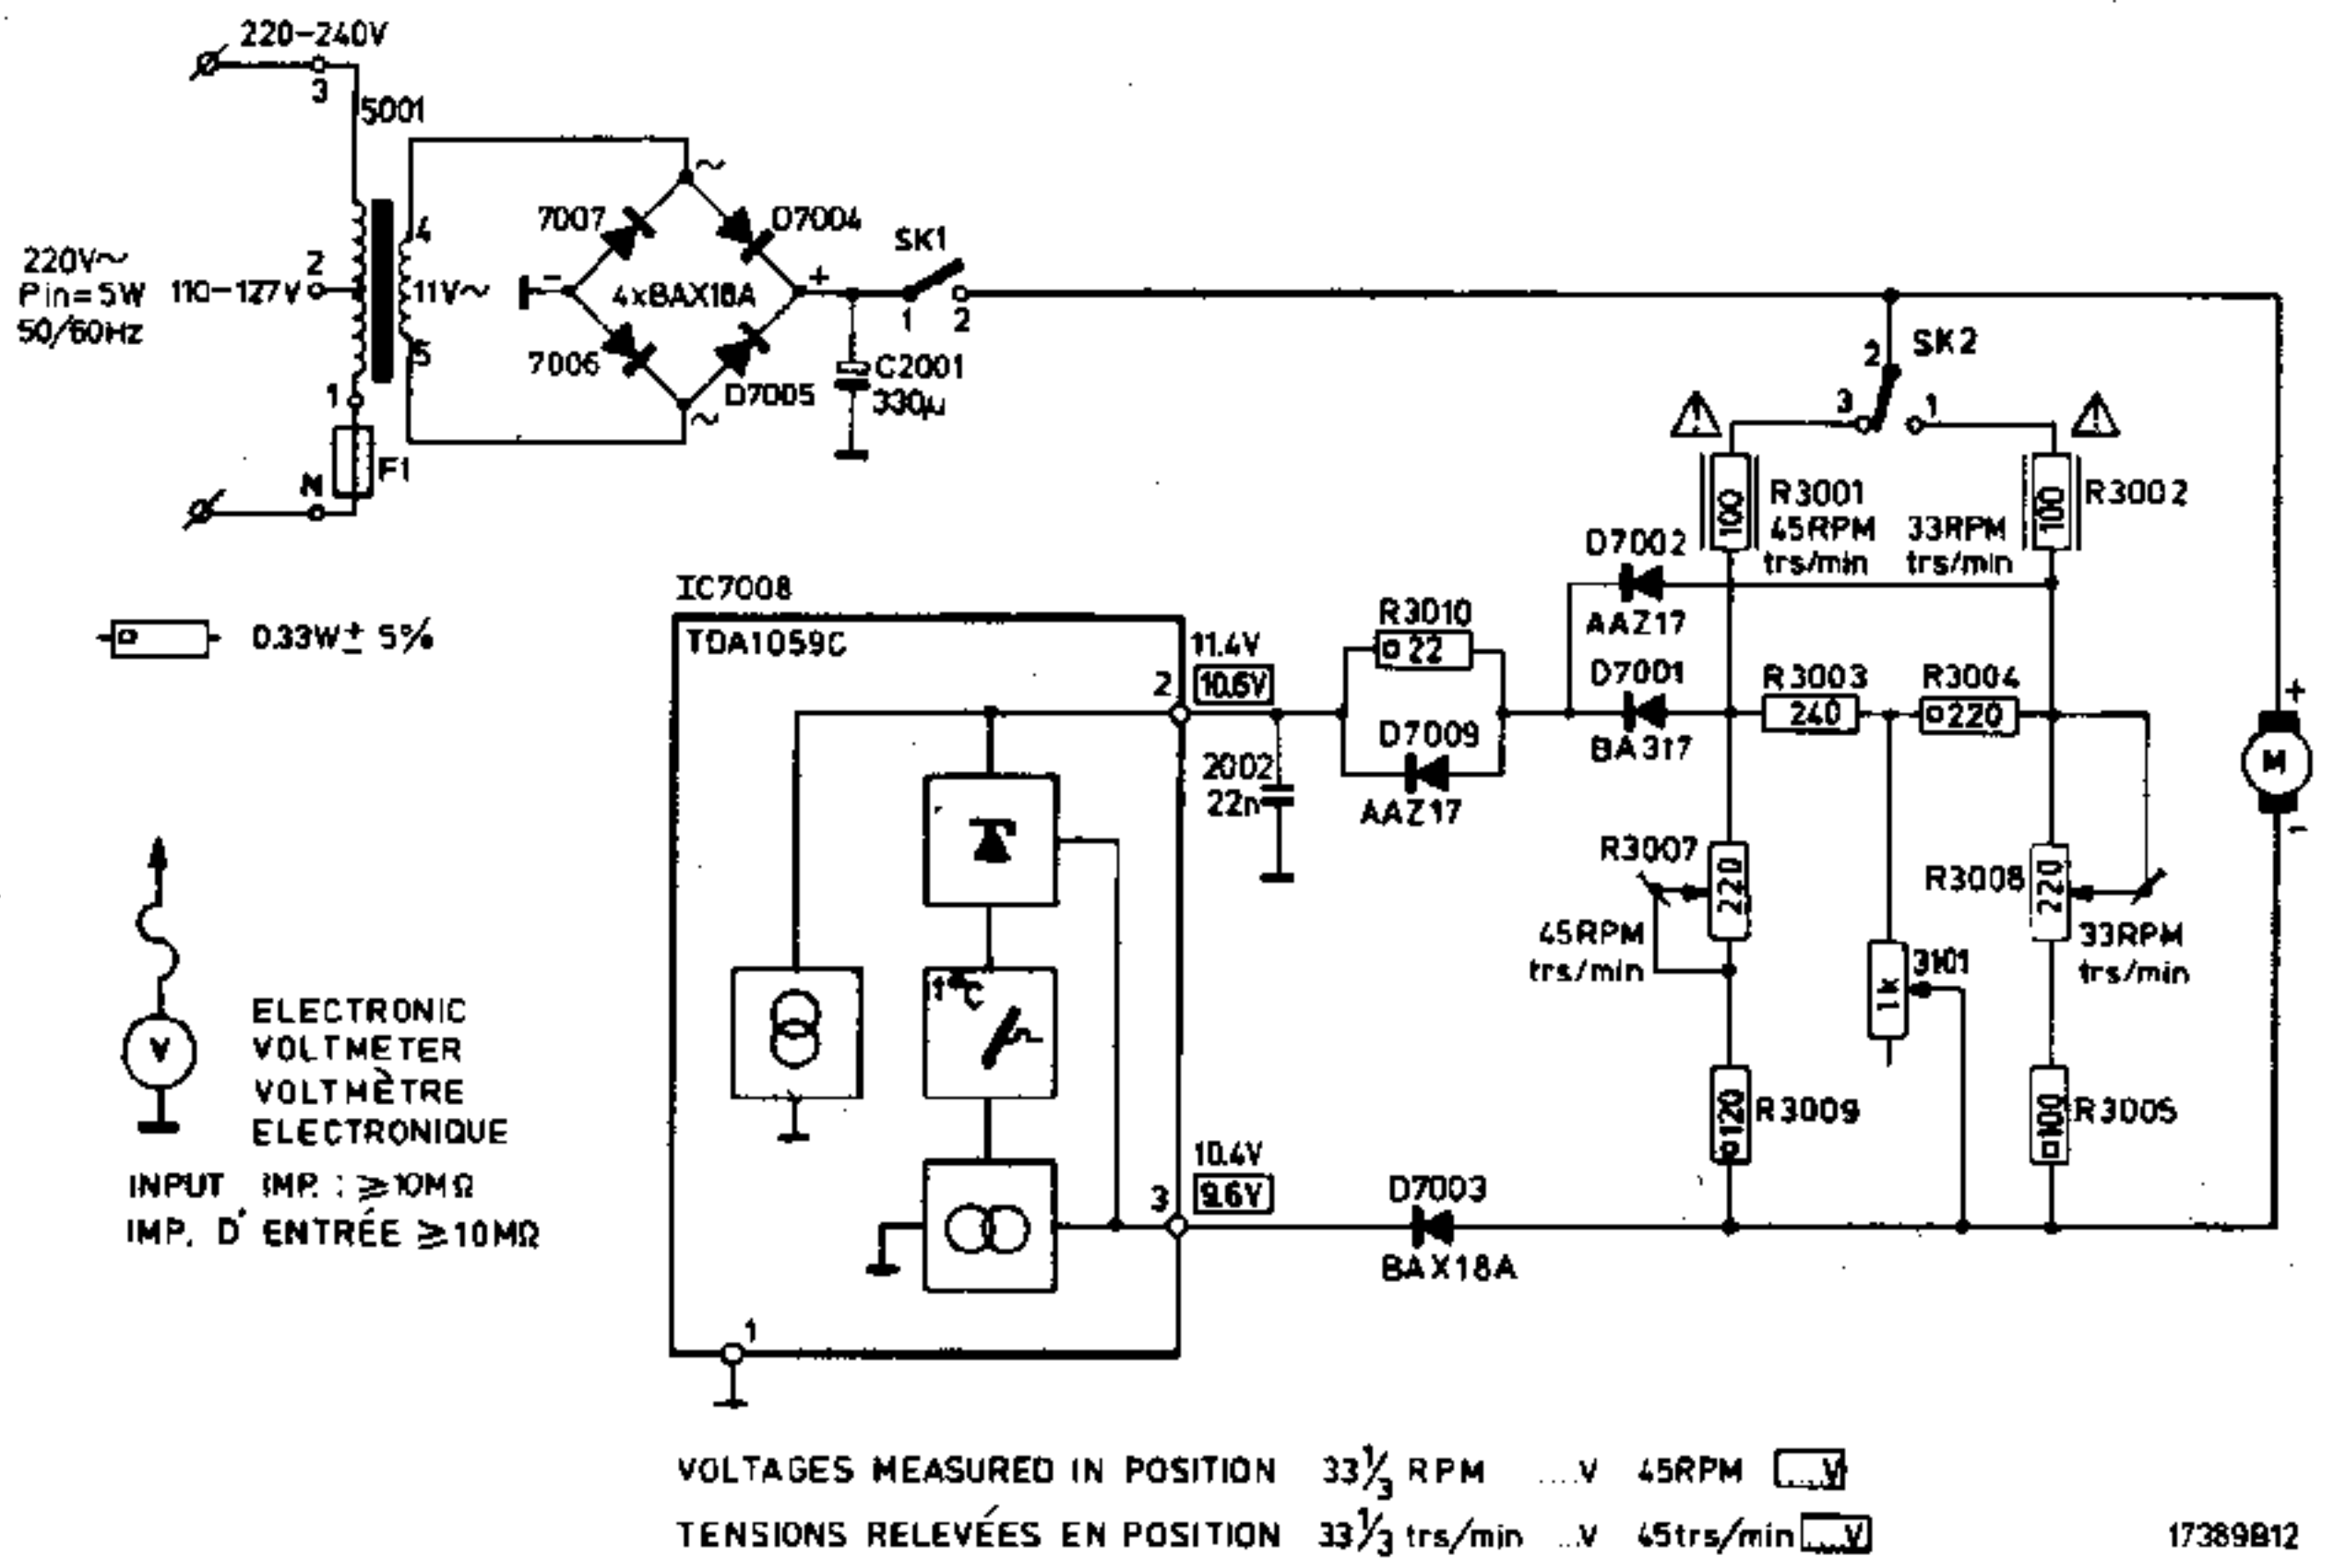 220-240V
3
5001
~
7007
D7004
SK1
4
2
220V~
Pin=5W
50/60Hz
110-127V
11V~
-
4xBAX18A
+
1
2
5
7006
D7005
C2001
330µ
~
1
F1
N
2
SK2
3
1
100
R3001
45RPM
trs/min
33RPM
trs/min
100
R3002
D7002
AAZ17
IC7008
TDA1059C
0.33W± 5%
11.4V
2
10.6V
R3010
22
D7001
BA317
R3003
240
R3004
220
D7009
AAZ17
2002
22n
+
M
-
R3007
220
45RPM
trs/min
R3008
220
33RPM
trs/min
3101
1k
t°C
V
ELECTRONIC
VOLTMETER
VOLTMÈTRE
ELECTRONIQUE
INPUT IMP. : ⩾10MΩ
IMP. D' ENTRÉE ⩾10MΩ
120
R3009
100
R3005
10.4V
3
9.6V
D7003
BAX18A
1
VOLTAGES MEASURED IN POSITION 33⅓ RPM ....V 45RPM ....V
TENSIONS RELEVÉES EN POSITION 33⅓ trs/min ...V 45trs/min ....V
17389B12